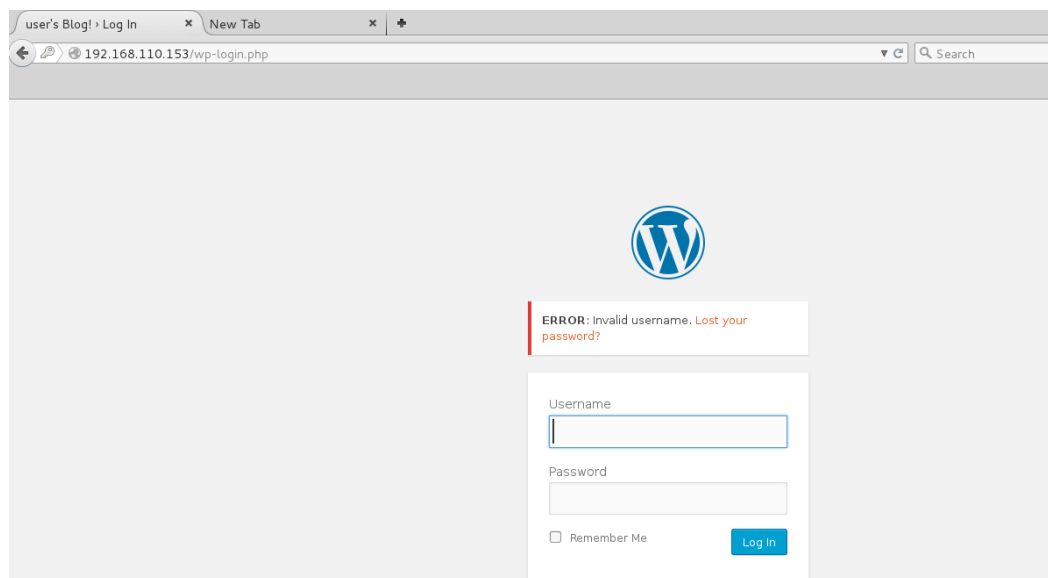 user's Blog! › Log In
New Tab
192.168.110.153/wp-login.php
Search
W
ERROR: Invalid username. Lost your
password?
Username
Password
Remember Me
Log In